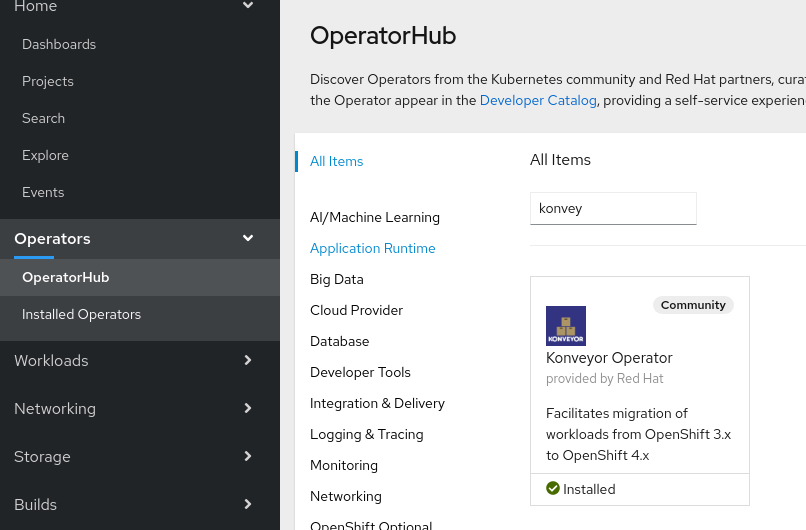 Home
Dashboards
Projects
Search
Explore
Events
Operators
OperatorHub
Installed Operators
Workloads
Networking
Storage
Builds
OperatorHub
Discover Operators from the Kubernetes community and Red Hat partners, cura
the Operator appear in the Developer Catalog, providing a self-service experien
All Items
AI/Machine Learning
Application Runtime
Big Data
Cloud Provider
Database
Developer Tools
Integration & Delivery
Logging & Tracing
Monitoring
Networking
OpenShift Optional
All Items
konvey
Community
KONVEYOR
Konveyor Operator
provided by Red Hat
Facilitates migration of
workloads from OpenShift 3.x
to OpenShift 4.x
Installed